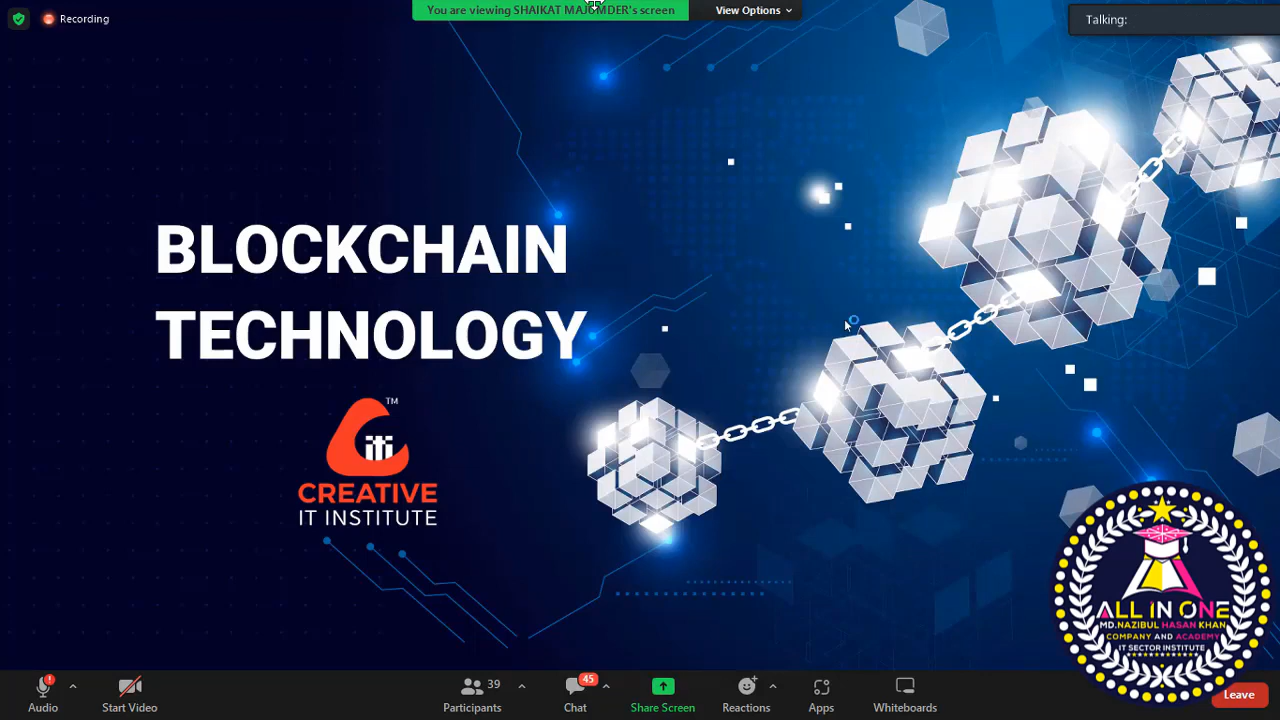 Recording
You are viewing SHAIKAT MAJOMDER's screen
View Options
Talking:
BLOCKCHAIN
TECHNOLOGY
TM
iti
CREATIVE
IT INSTITUTE
ALL IN ONE
MD.NAZIBUL HASAN KHAN
COMPANY AND ACADEMY
IT SECTOR INSTITUTE
Audio
Start Video
39
Participants
45
Chat
Share Screen
Reactions
Apps
Whiteboards
Leave